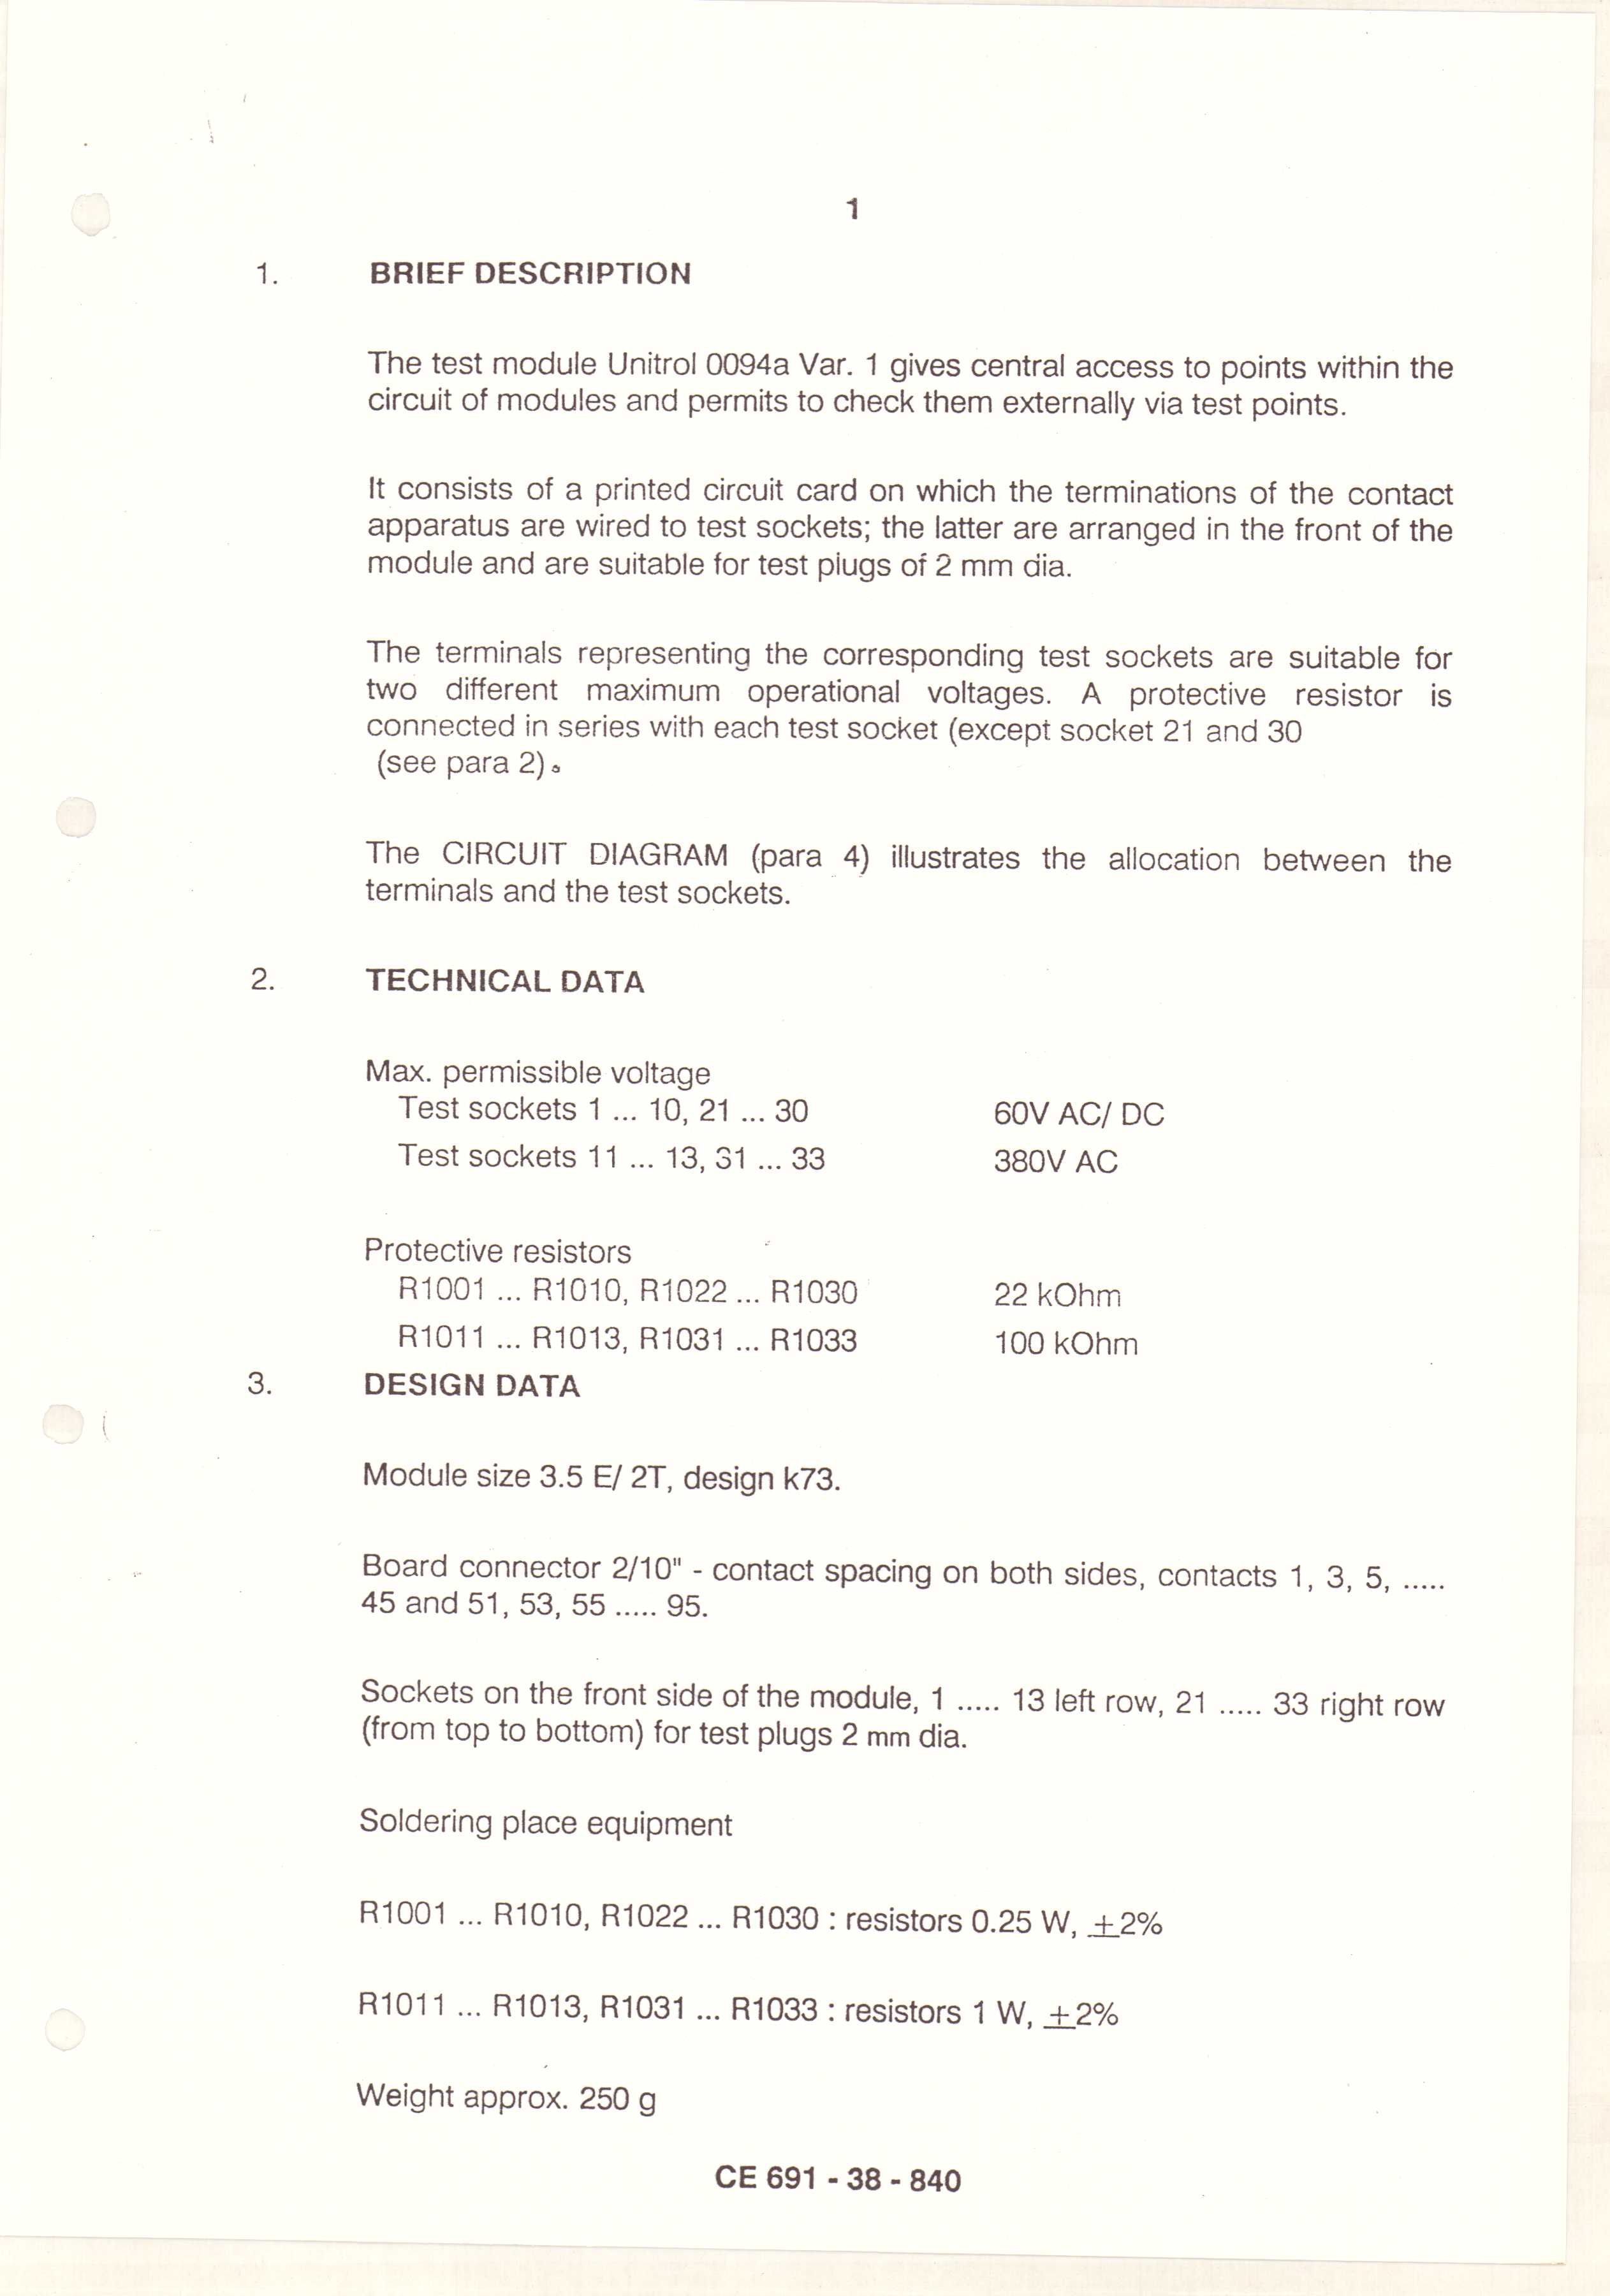 1
1. BRIEF DESCRIPTION
The test module Unitrol 0094a Var. 1 gives central access to points within the
circuit of modules and permits to check them externally via test points.
It consists of a printed circuit card on which the terminations of the contact
apparatus are wired to test sockets; the latter are arranged in the front of the
module and are suitable for test plugs of 2 mm dia.
The terminals representing the corresponding test sockets are suitable for
two different maximum operational voltages. A protective resistor is
connected in series with each test socket (except socket 21 and 30
(see para 2).
The CIRCUIT DIAGRAM (para 4) illustrates the allocation between the
terminals and the test sockets.
2. TECHNICAL DATA
Max. permissible voltage
Test sockets 1 ... 10, 21 ... 30 60V AC/ DC
Test sockets 11 ... 13, 31 ... 33 380V AC
Protective resistors
R1001 ... R1010, R1022 ... R1030 22 kOhm
R1011 ... R1013, R1031 ... R1033 100 kOhm
3. DESIGN DATA
Module size 3.5 E/ 2T, design k73.
Board connector 2/10" - contact spacing on both sides, contacts 1, 3, 5, .....
45 and 51, 53, 55 ..... 95.
Sockets on the front side of the module, 1 ..... 13 left row, 21 ..... 33 right row
(from top to bottom) for test plugs 2 mm dia.
Soldering place equipment
R1001 ... R1010, R1022 ... R1030 : resistors 0.25 W, ±2%
R1011 ... R1013, R1031 ... R1033 : resistors 1 W, ±2%
Weight approx. 250 g
CE 691 - 38 - 840